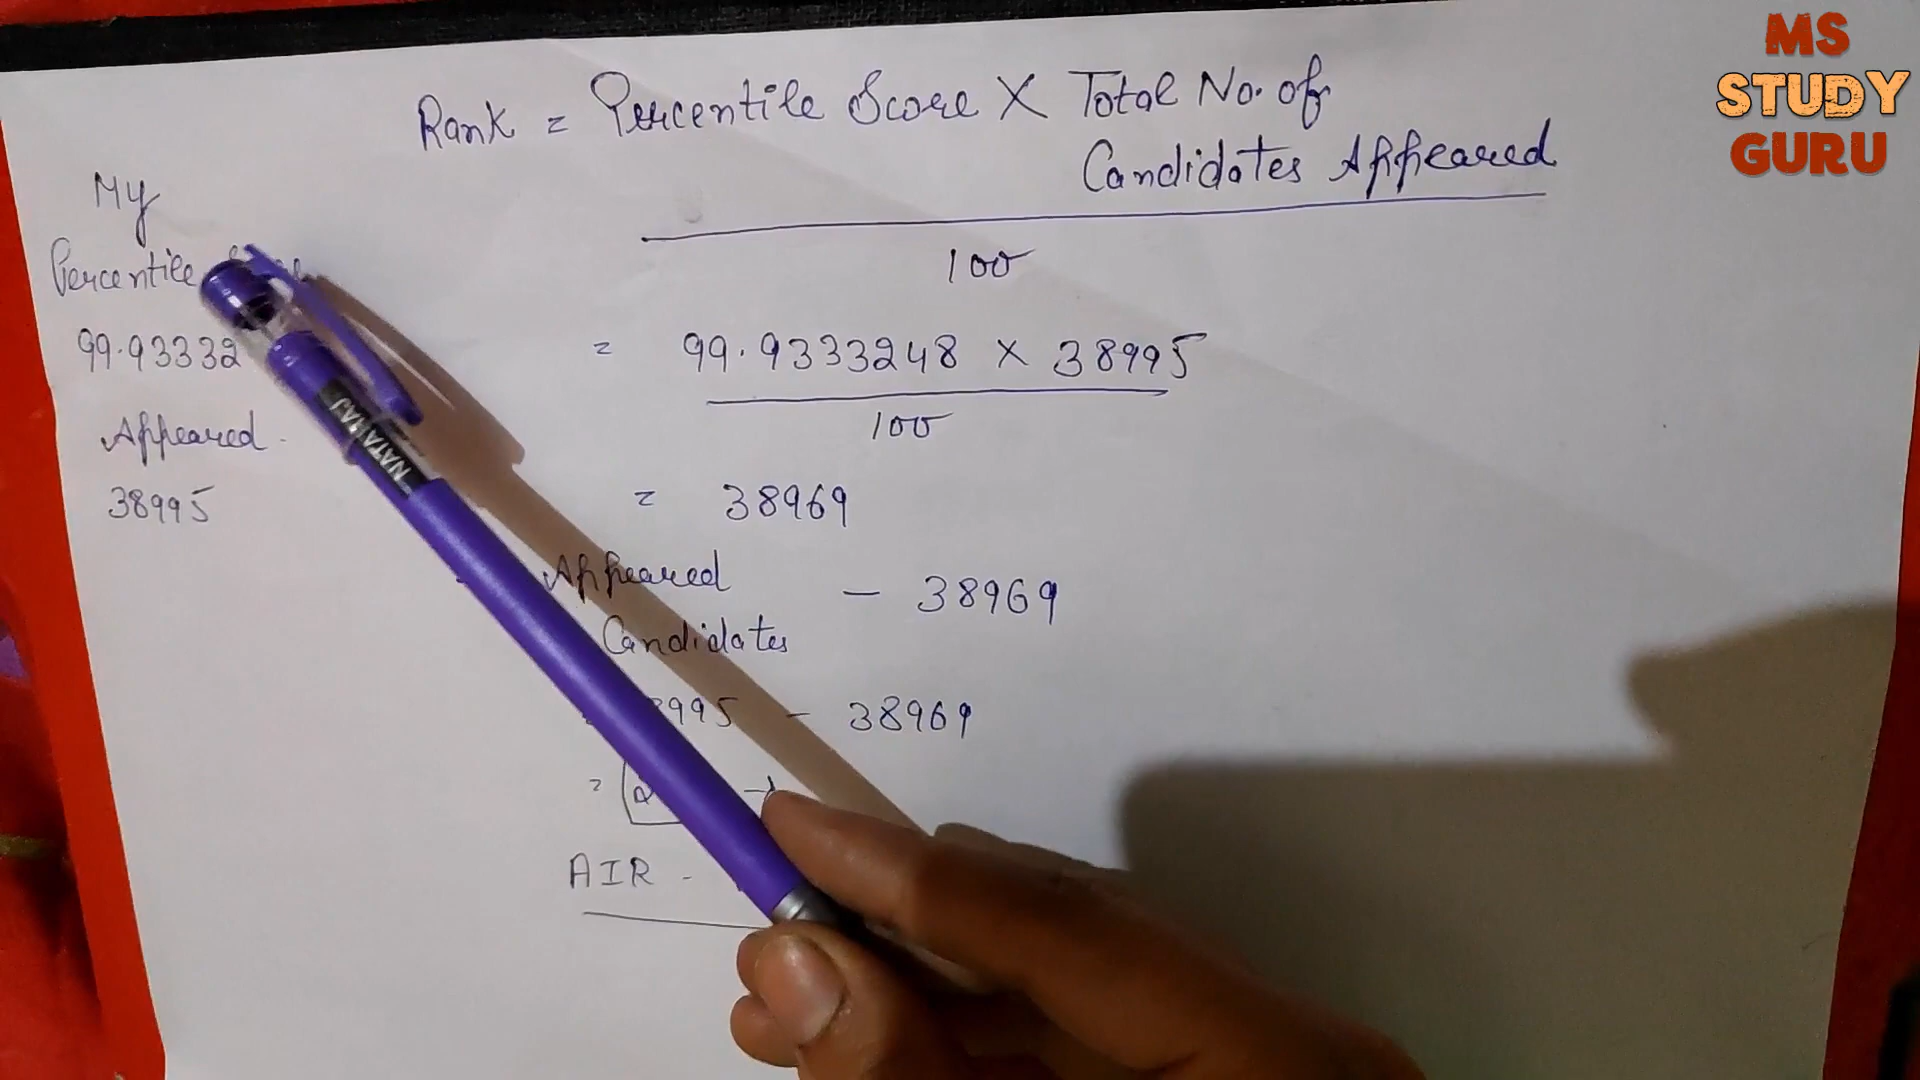 MS
STUDY
GURU
Rank = Percentile Score X Total No. of
Candidates Appeared
100
My
Percentile
99.93332
Appeared -
38995
= 99.9333248 X 38995
100
= 38969
Appeared
Candidates - 38969
995 - 38969
=
AIR -
NATARAJ